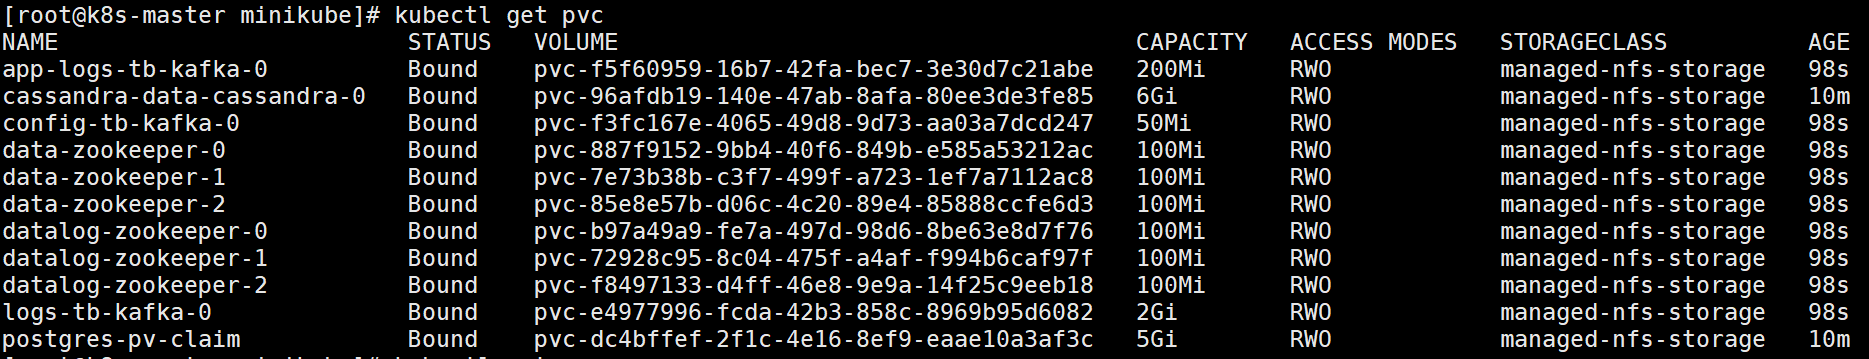 [root@k8s-master minikube]# kubectl get pvc
NAME                         STATUS   VOLUME                                     CAPACITY   ACCESS MODES   STORAGECLASS          AGE
app-logs-tb-kafka-0          Bound    pvc-f5f60959-16b7-42fa-bec7-3e30d7c21abe   200Mi      RWO            managed-nfs-storage   98s
cassandra-data-cassandra-0   Bound    pvc-96afdb19-140e-47ab-8afa-80ee3de3fe85   6Gi        RWO            managed-nfs-storage   10m
config-tb-kafka-0            Bound    pvc-f3fc167e-4065-49d8-9d73-aa03a7dcd247   50Mi       RWO            managed-nfs-storage   98s
data-zookeeper-0             Bound    pvc-887f9152-9bb4-40f6-849b-e585a53212ac   100Mi      RWO            managed-nfs-storage   98s
data-zookeeper-1             Bound    pvc-7e73b38b-c3f7-499f-a723-1ef7a7112ac8   100Mi      RWO            managed-nfs-storage   98s
data-zookeeper-2             Bound    pvc-85e8e57b-d06c-4c20-89e4-85888ccfe6d3   100Mi      RWO            managed-nfs-storage   98s
datalog-zookeeper-0          Bound    pvc-b97a49a9-fe7a-497d-98d6-8be63e8d7f76   100Mi      RWO            managed-nfs-storage   98s
datalog-zookeeper-1          Bound    pvc-72928c95-8c04-475f-a4af-f994b6caf97f   100Mi      RWO            managed-nfs-storage   98s
datalog-zookeeper-2          Bound    pvc-f8497133-d4ff-46e8-9e9a-14f25c9eeb18   100Mi      RWO            managed-nfs-storage   98s
logs-tb-kafka-0              Bound    pvc-e4977996-fcda-42b3-858c-8969b95d6082   2Gi        RWO            managed-nfs-storage   98s
postgres-pv-claim            Bound    pvc-dc4bffef-2f1c-4e16-8ef9-eaae10a3af3c   5Gi        RWO            managed-nfs-storage   10m